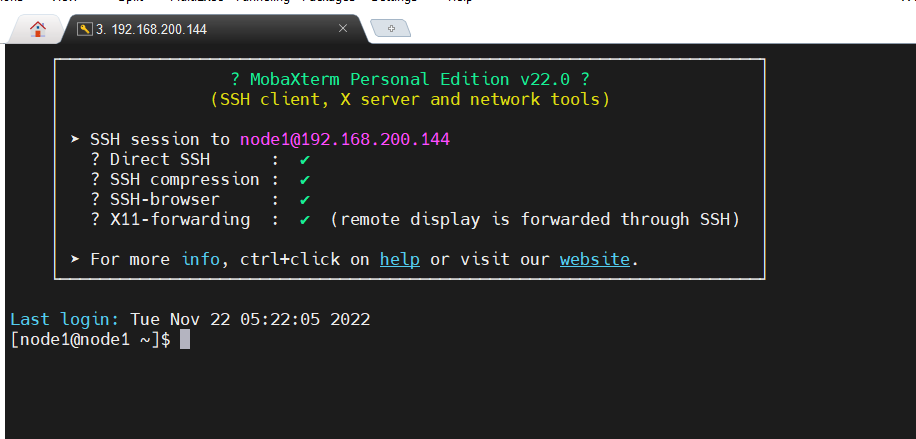 3. 192.168.200.144
? MobaXterm Personal Edition v22.0 ?
(SSH client, X server and network tools)
➤ SSH session to node1@192.168.200.144
? Direct SSH : ✔
? SSH compression : ✔
? SSH-browser : ✔
? X11-forwarding : ✔ (remote display is forwarded through SSH)
➤ For more info, ctrl+click on help or visit our website.
Last login: Tue Nov 22 05:22:05 2022
[node1@node1 ~]$